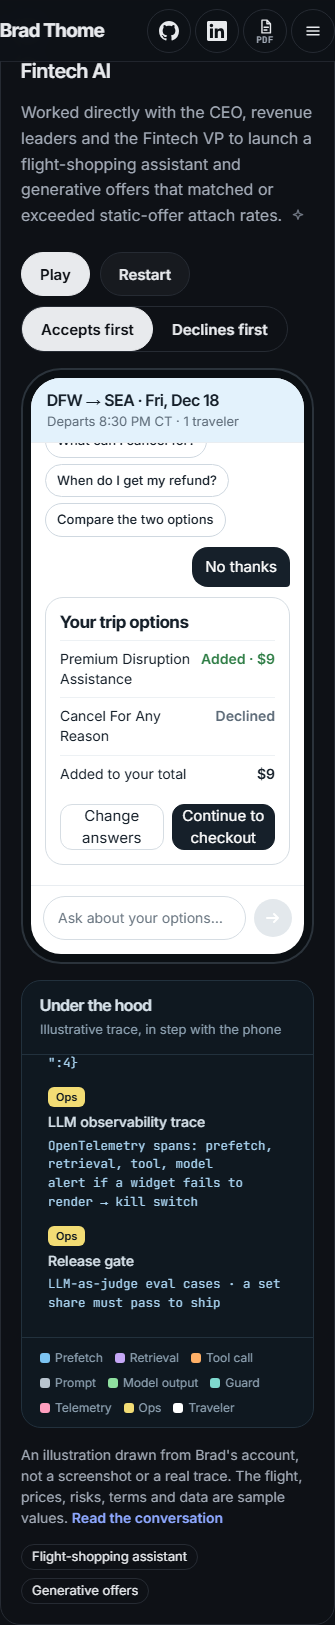 Brad Thome
PDF
Fintech AI
Worked directly with the CEO, revenue
leaders and the Fintech VP to launch a
flight-shopping assistant and
generative offers that matched or
exceeded static-offer attach rates.
Play
Restart
Accepts first
Declines first
DFW → SEA · Fri, Dec 18
Departs 8:30 PM CT · 1 traveler
What can I cancel for?
When do I get my refund?
Compare the two options
No thanks
Your trip options
Premium Disruption Added · $9
Assistance
Cancel For Any Declined
Reason
Added to your total $9
Change
answers
Continue to
checkout
Ask about your options...
Under the hood
Illustrative trace, in step with the phone
":4}
Ops
LLM observability trace
OpenTelemetry spans: prefetch,
retrieval, tool, model
alert if a widget fails to
render → kill switch
Ops
Release gate
LLM-as-judge eval cases · a set
share must pass to ship
Prefetch Retrieval Tool call
Prompt Model output Guard
Telemetry Ops Traveler
An illustration drawn from Brad's account,
not a screenshot or a real trace. The flight,
prices, risks, terms and data are sample
values. Read the conversation
Flight-shopping assistant
Generative offers